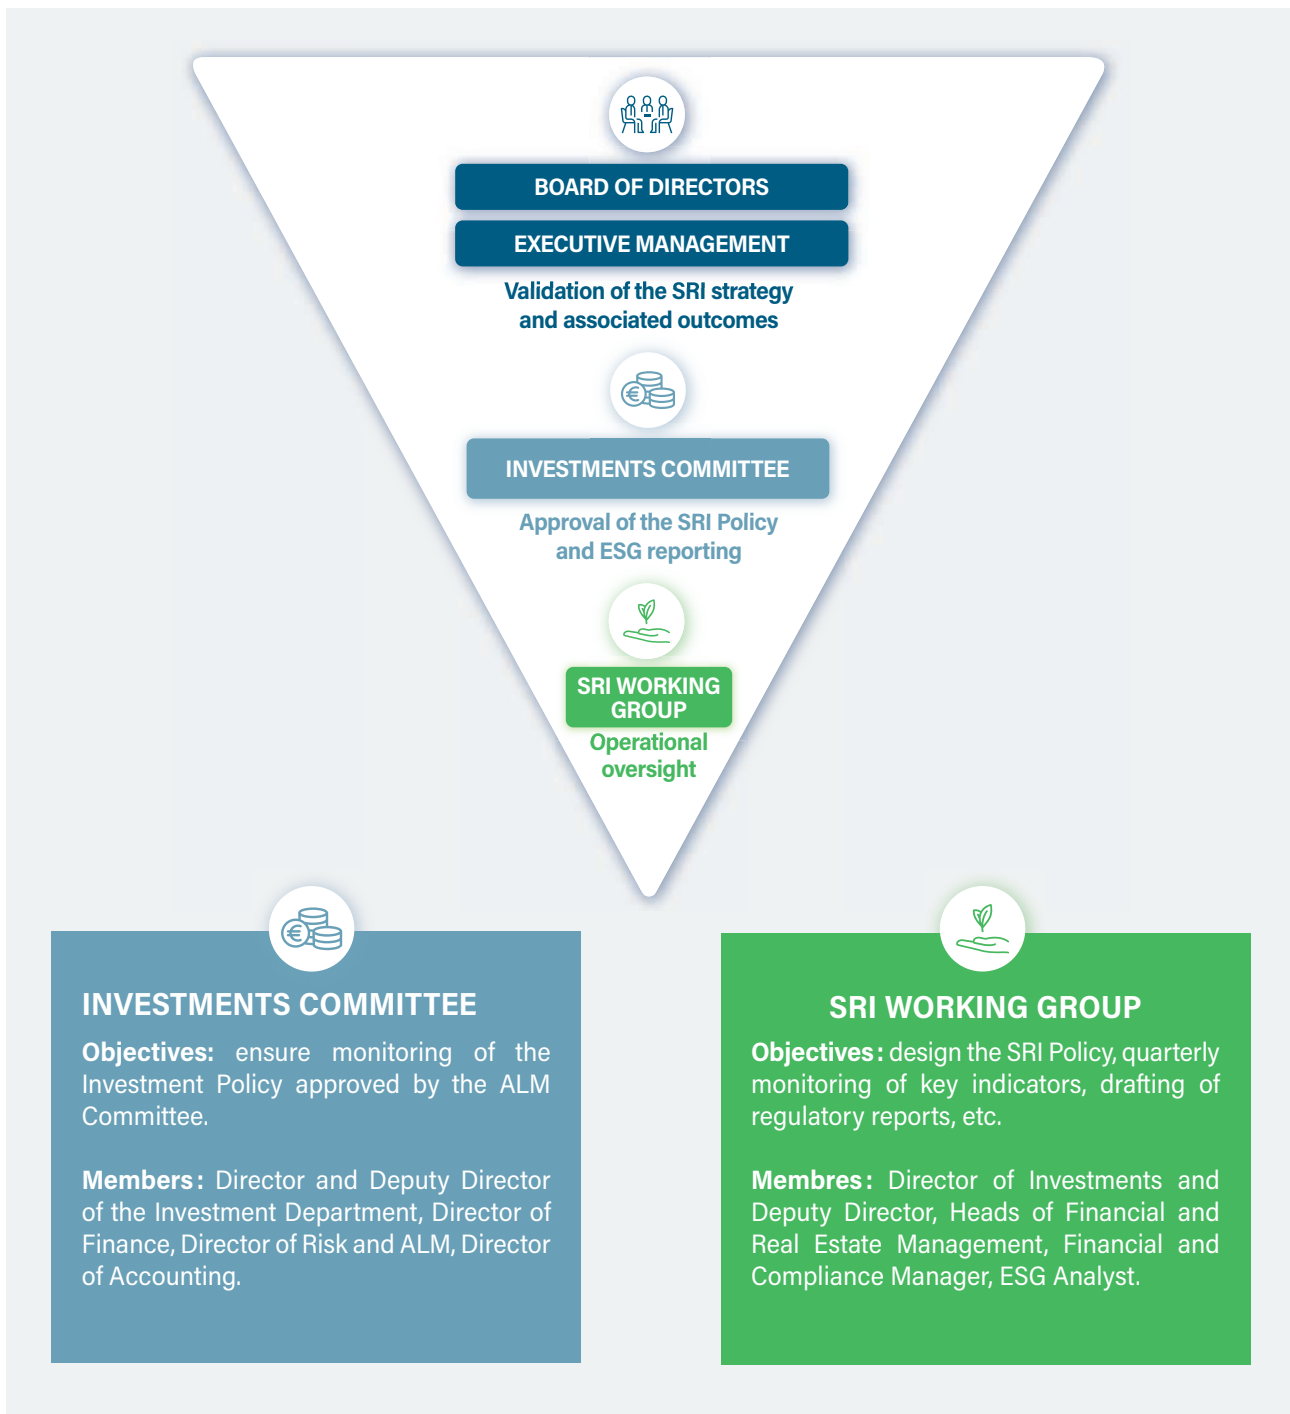 BOARD OF DIRECTORS
EXECUTIVE MANAGEMENT
Validation of the SRI strategy
and associated outcomes
INVESTMENTS COMMITTEE
Approval of the SRI Policy
and ESG reporting
SRI WORKING
GROUP
Operational
oversight
INVESTMENTS COMMITTEE
Objectives: ensure monitoring of the
Investment Policy approved by the ALM
Committee.
Members : Director and Deputy Director
of the Investment Department, Director of
Finance, Director of Risk and ALM, Director
of Accounting.
SRI WORKING GROUP
Objectives : design the SRI Policy, quarterly
monitoring of key indicators, drafting of
regulatory reports, etc.
Membres : Director of Investments and
Deputy Director, Heads of Financial and
Real Estate Management, Financial and
Compliance Manager, ESG Analyst.